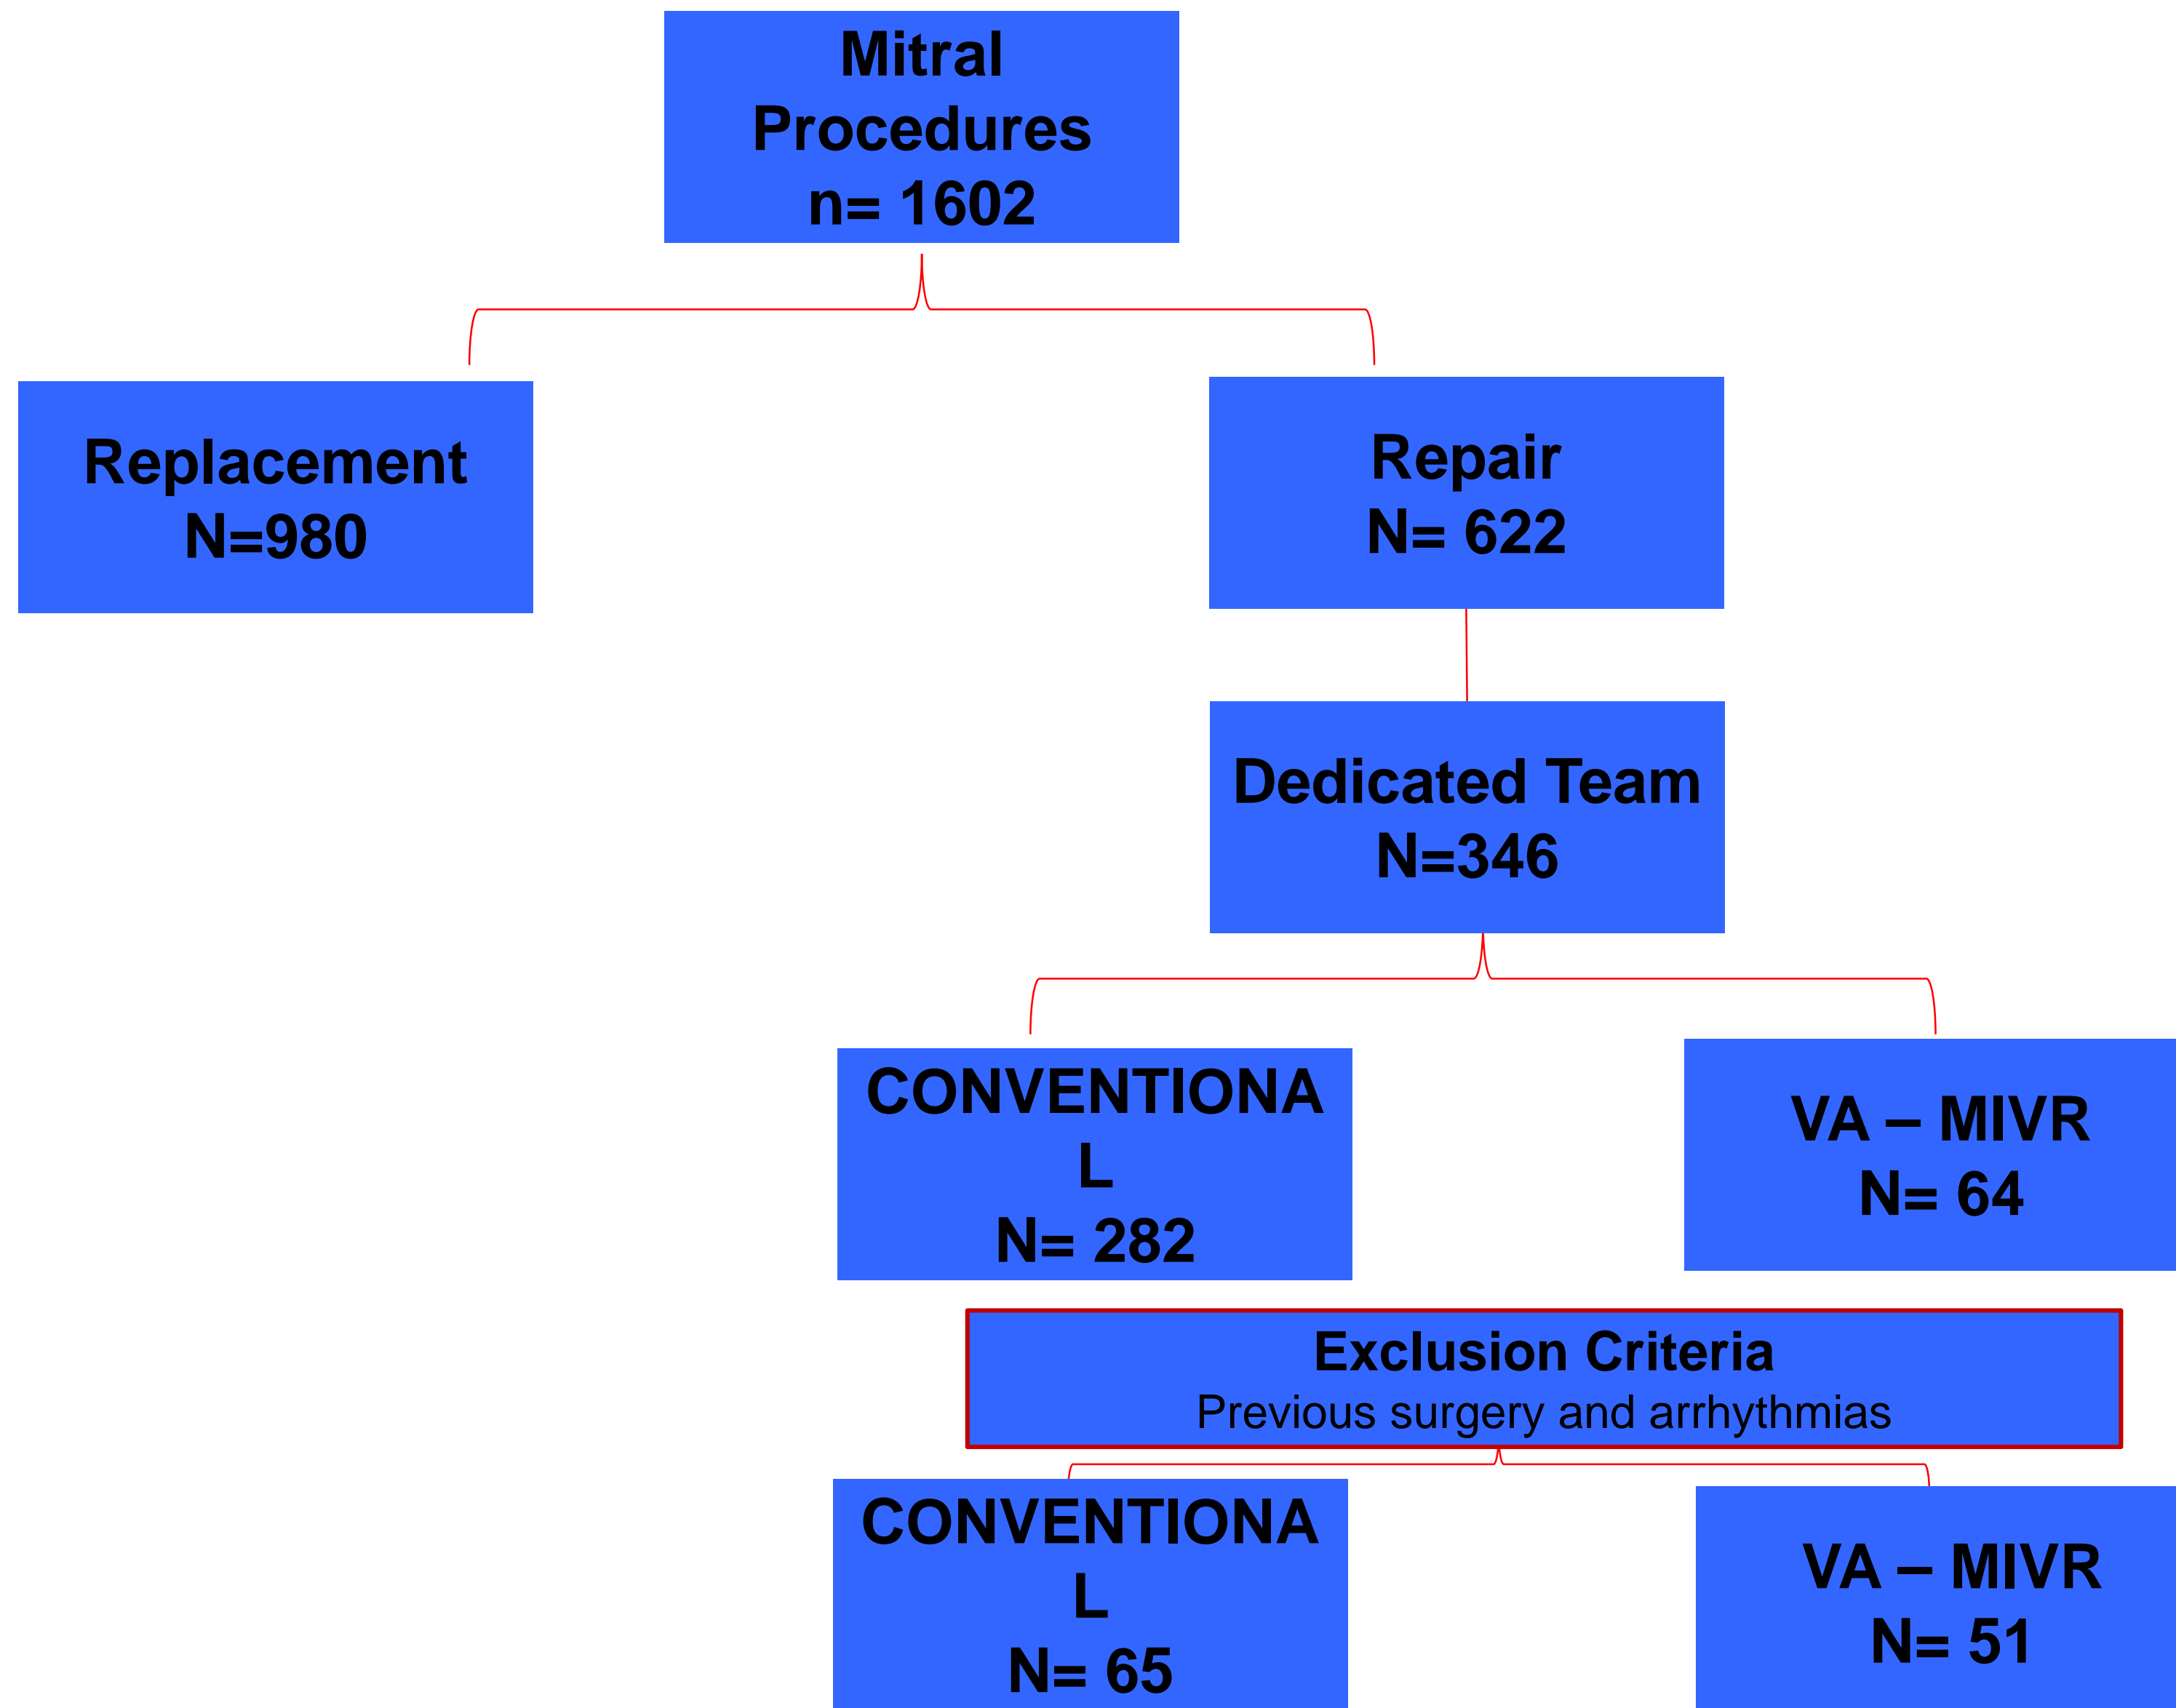 Mitral
Procedures
n= 1602
Replacement
N=980
Repair
N= 622
Dedicated Team
N=346
CONVENTIONA
L
N= 282
VA – MIVR
N= 64
Exclusion Criteria
Previous surgery and arrhythmias
CONVENTIONA
L
N= 65
VA – MIVR
N= 51